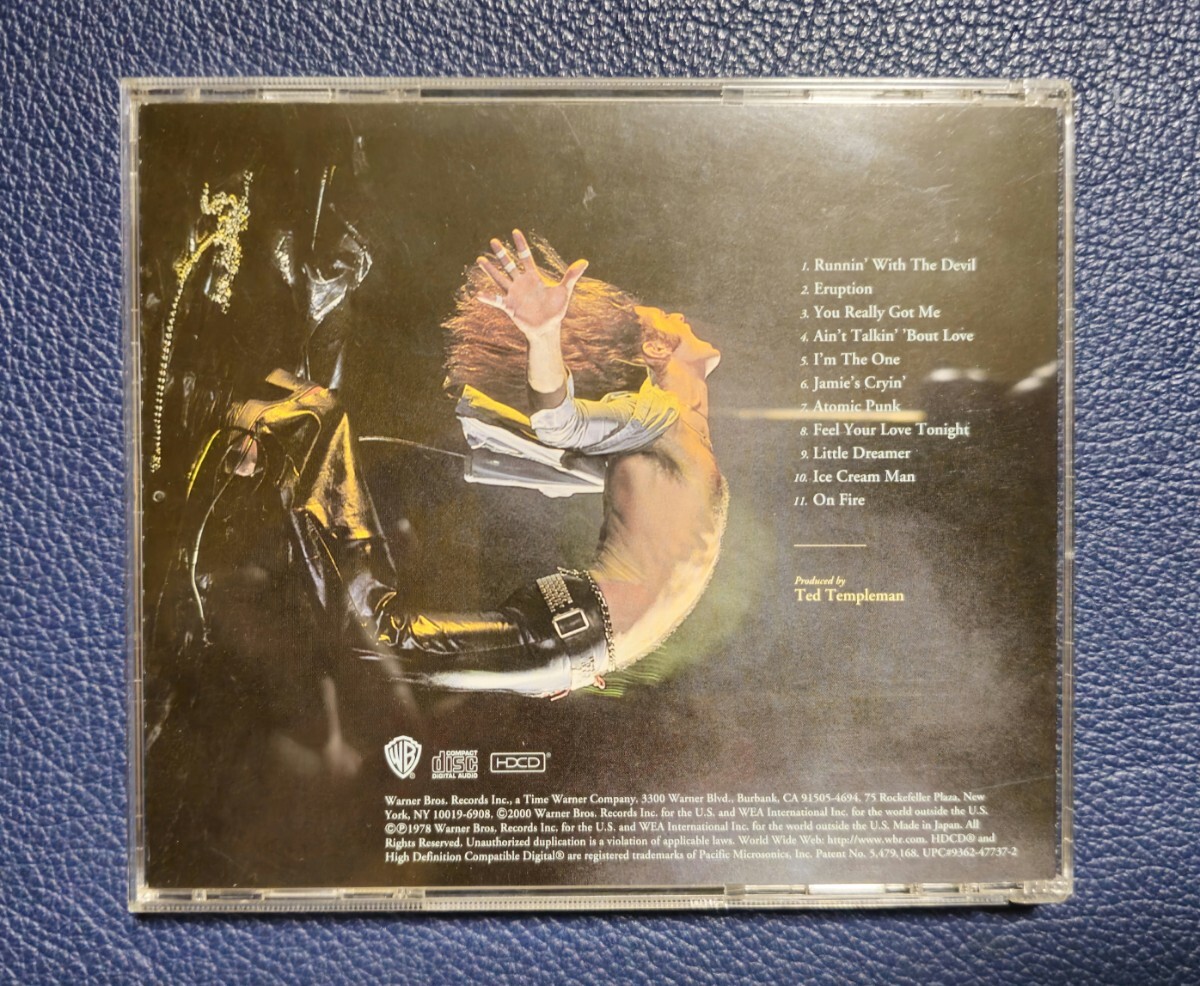 1. Runnin' With The Devil
2. Eruption
3. You Really Got Me
4. Ain't Talkin' 'Bout Love
5. I'm The One
6. Jamie's Cryin'
7. Atomic Punk
8. Feel Your Love Tonight
9. Little Dreamer
10. Ice Cream Man
11. On Fire
Produced by
Ted Templeman
WB ®
COMPACT
disc
DIGITAL AUDIO
HDCD®
Warner Bros. Records Inc., a Time Warner Company, 3300 Warner Blvd., Burbank, CA 91505-4694, 75 Rockefeller Plaza, New
York, NY 10019-6908, ©2000 Warner Bros. Records Inc. for the U.S. and WEA International Inc. for the world outside the U.S.
©℗1978 Warner Bros. Records Inc. for the U.S. and WEA International Inc. for the world outside the U.S. Made in Japan. All
Rights Reserved. Unauthorized duplication is a violation of applicable laws. World Wide Web: http://www.wbr.com. HDCD® and
High Definition Compatible Digital® are registered trademarks of Pacific Microsonics, Inc. Patent No. 5,479,168. UPC#9362-47737-2